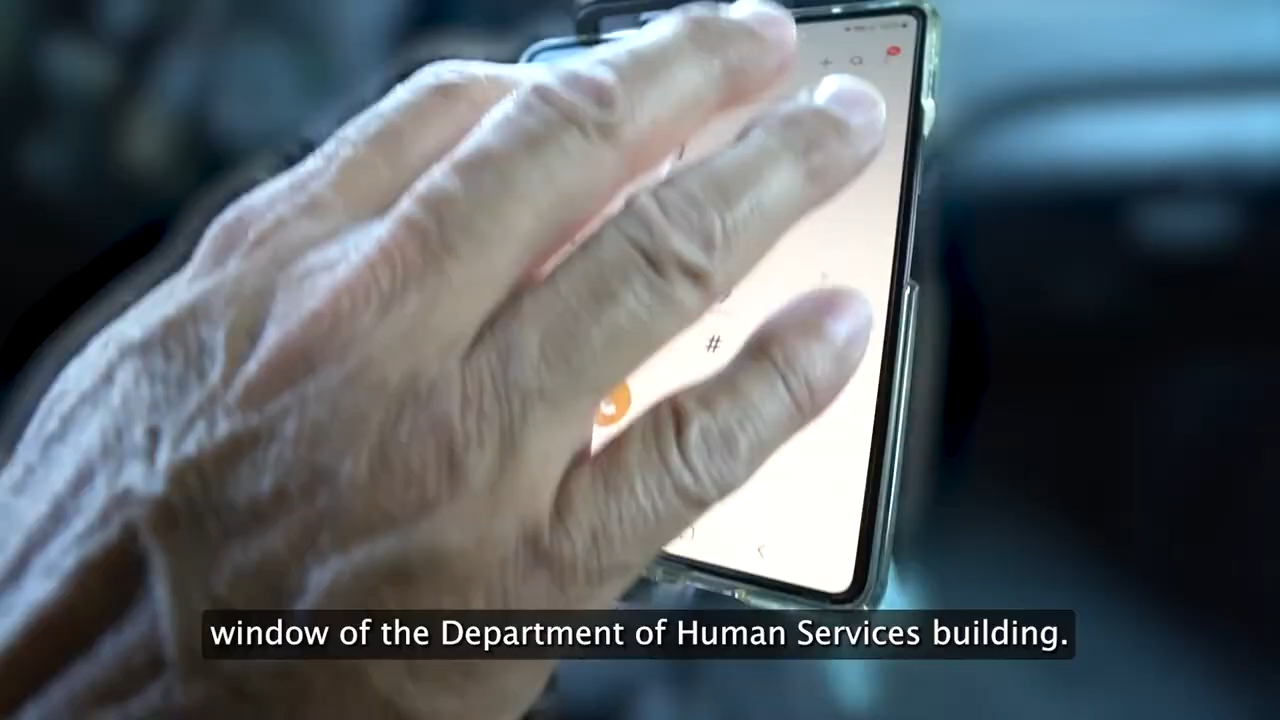 #
window of the Department of Human Services building.